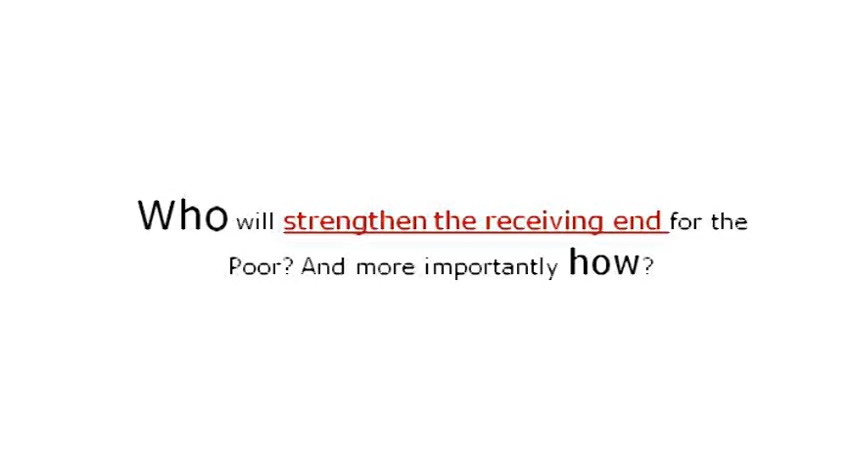 Who will strengthen the receiving end for the
Poor? And more importantly how?